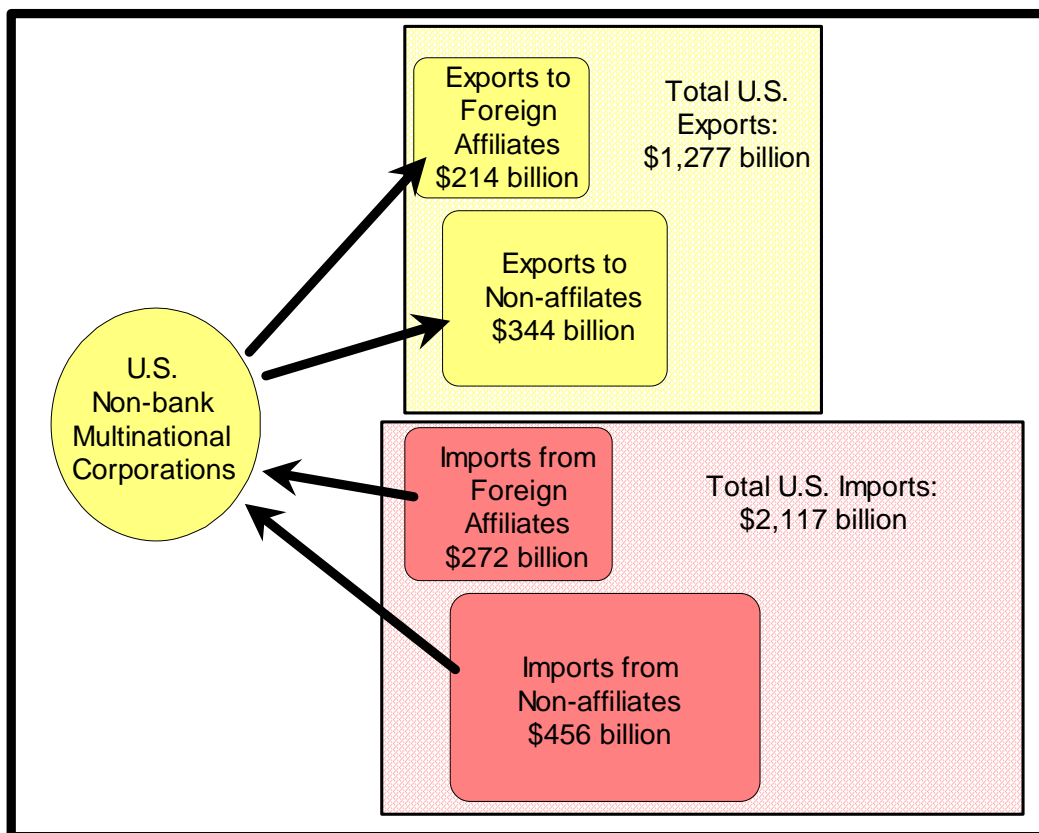 Exports to
Foreign
Affiliates
$214 billion
Total U.S.
Exports:
$1,277 billion
Exports to
Non-affilates
$344 billion
U.S.
Non-bank
Multinational
Corporations
Imports from
Foreign
Affiliates
$272 billion
Total U.S. Imports:
$2,117 billion
Imports from
Non-affiliates
$456 billion